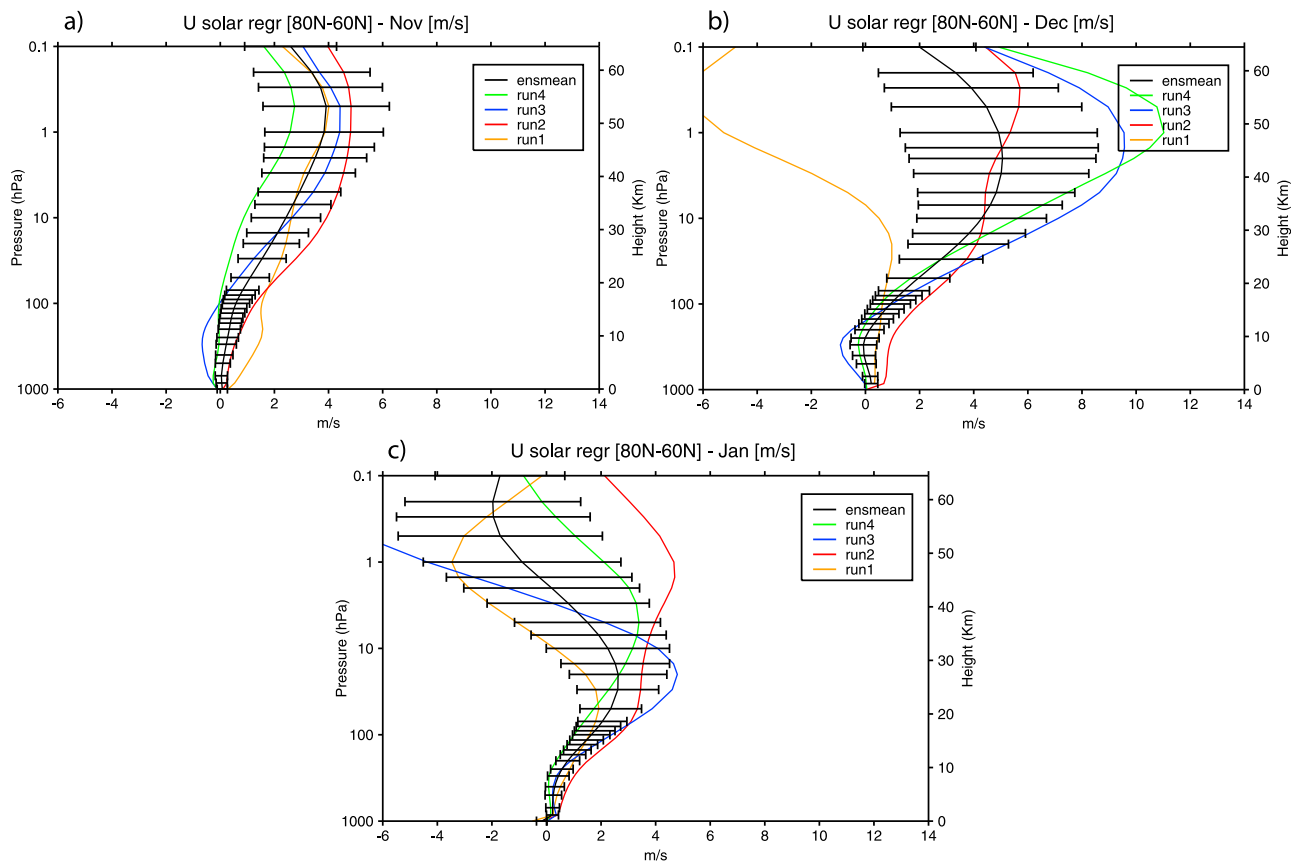 a)
U solar regr [80N-60N] - Nov [m/s]
0.1
1
10
100
1000
Pressure (hPa)
60
50
40
30
20
10
0
Height (Km)
ensmean
run4
run3
run2
run1
-6 -4 -2 0 2 4 6 8 10 12 14
m/s
b)
U solar regr [80N-60N] - Dec [m/s]
0.1
1
10
100
1000
Pressure (hPa)
60
50
40
30
20
10
0
Height (Km)
ensmean
run4
run3
run2
run1
-6 -4 -2 0 2 4 6 8 10 12 14
m/s
c)
U solar regr [80N-60N] - Jan [m/s]
0.1
1
10
100
1000
Pressure (hPa)
60
50
40
30
20
10
0
Height (Km)
ensmean
run4
run3
run2
run1
-6 -4 -2 0 2 4 6 8 10 12 14
m/s